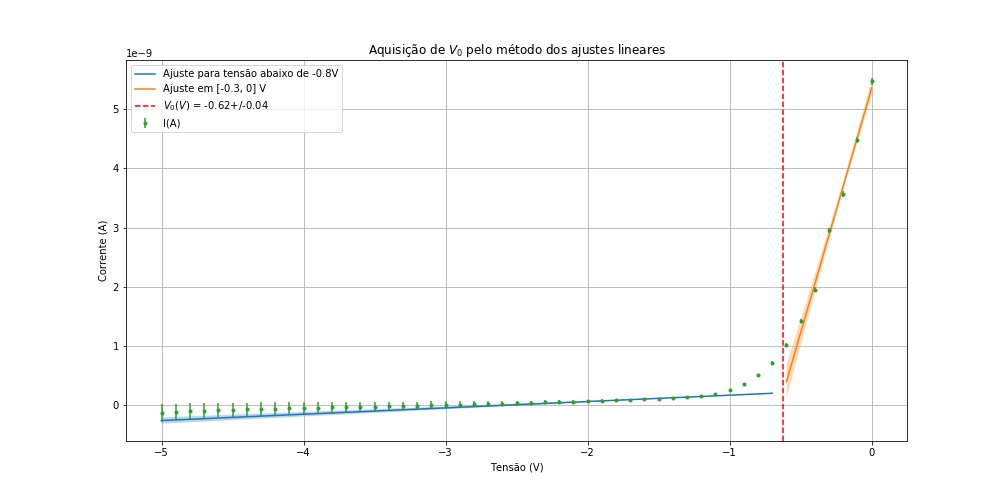 Aquisição de V₀ pelo método dos ajustes lineares
1e−9
Ajuste para tensão abaixo de -0.8V
Ajuste em [-0.3, 0] V
V₀(V) = -0.62+/-0.04
I(A)
5
4
3
2
1
0
Corrente (A)
−5 −4 −3 −2 −1 0
Tensão (V)